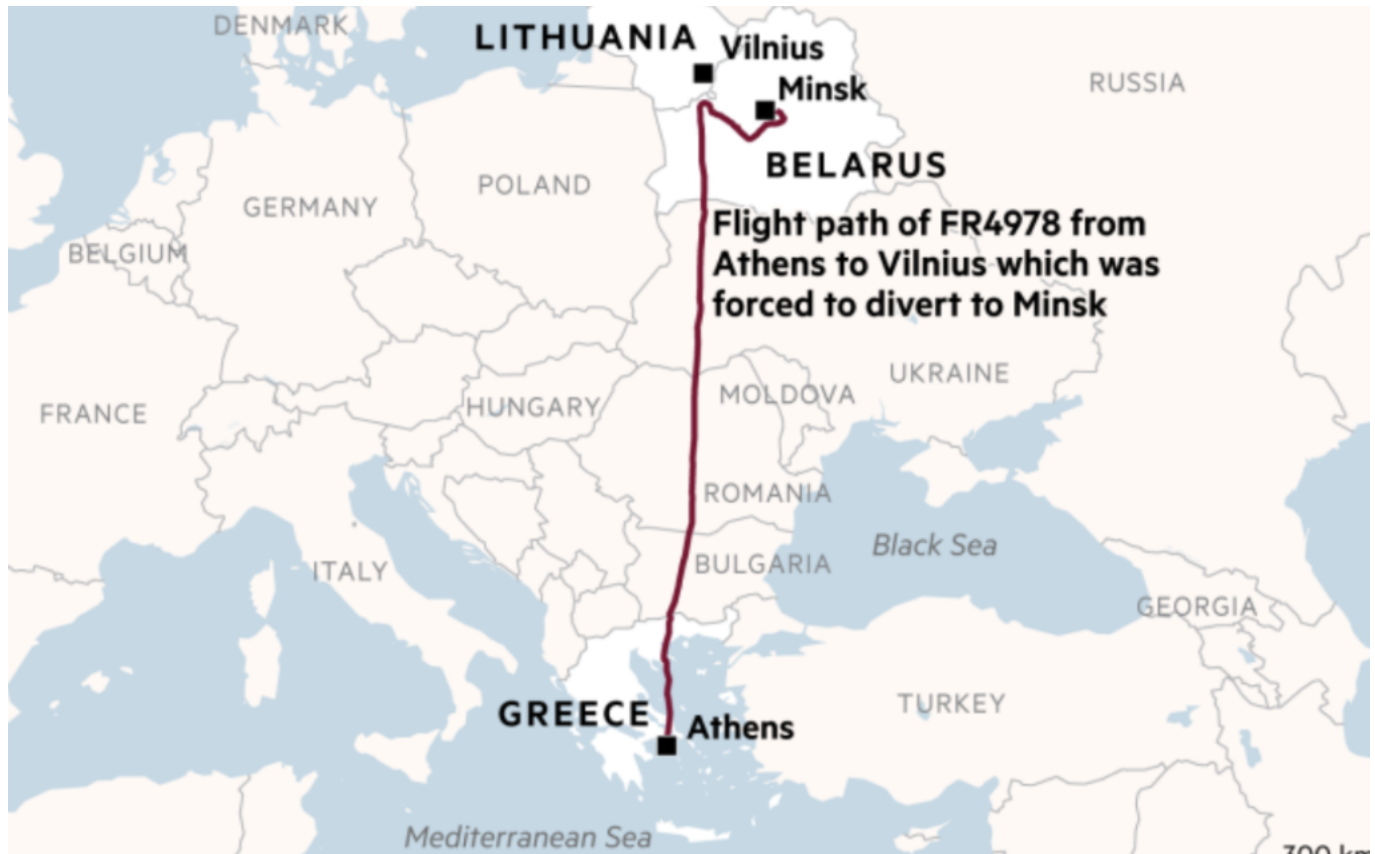 DENMARK
LITHUANIA
Vilnius
Minsk
RUSSIA
BELARUS
POLAND
GERMANY
BELGIUM
Flight path of FR4978 from
Athens to Vilnius which was
forced to divert to Minsk
UKRAINE
MOLDOVA
HUNGARY
FRANCE
ROMANIA
Black Sea
BULGARIA
ITALY
GEORGIA
TURKEY
GREECE
Athens
Mediterranean Sea